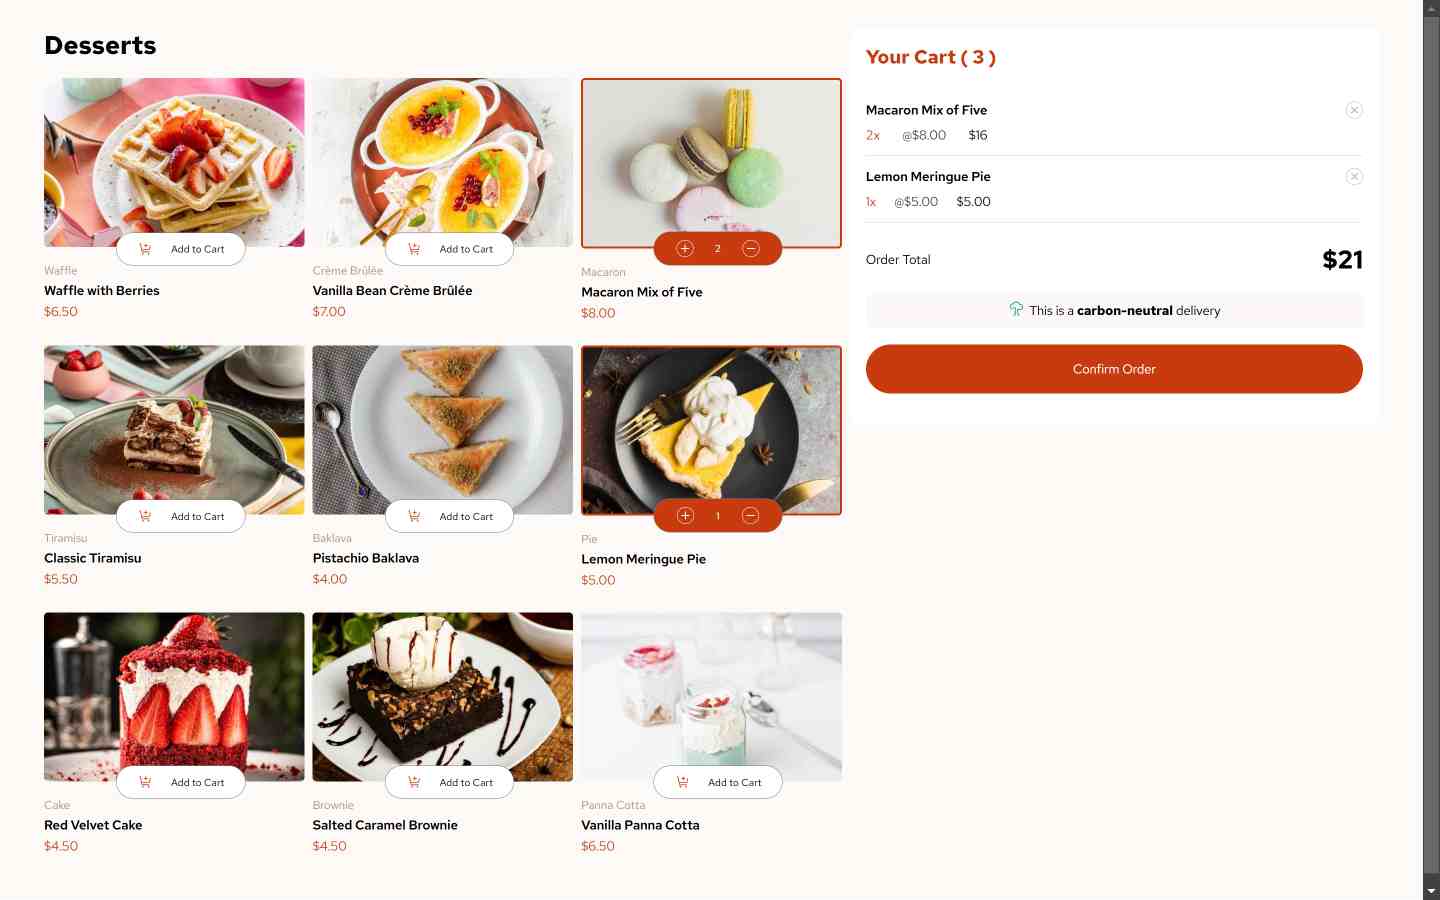 Desserts
Add to Cart
Waffle
Waffle with Berries
$6.50
Add to Cart
Crème Brûlée
Vanilla Bean Crème Brûlée
$7.00
2
Macaron
Macaron Mix of Five
$8.00
Add to Cart
Tiramisu
Classic Tiramisu
$5.50
Add to Cart
Baklava
Pistachio Baklava
$4.00
1
Pie
Lemon Meringue Pie
$5.00
Add to Cart
Cake
Red Velvet Cake
$4.50
Add to Cart
Brownie
Salted Caramel Brownie
$4.50
Add to Cart
Panna Cotta
Vanilla Panna Cotta
$6.50
Your Cart ( 3 )
Macaron Mix of Five
2x @$8.00 $16
Lemon Meringue Pie
1x @$5.00 $5.00
Order Total $21
This is a carbon-neutral delivery
Confirm Order